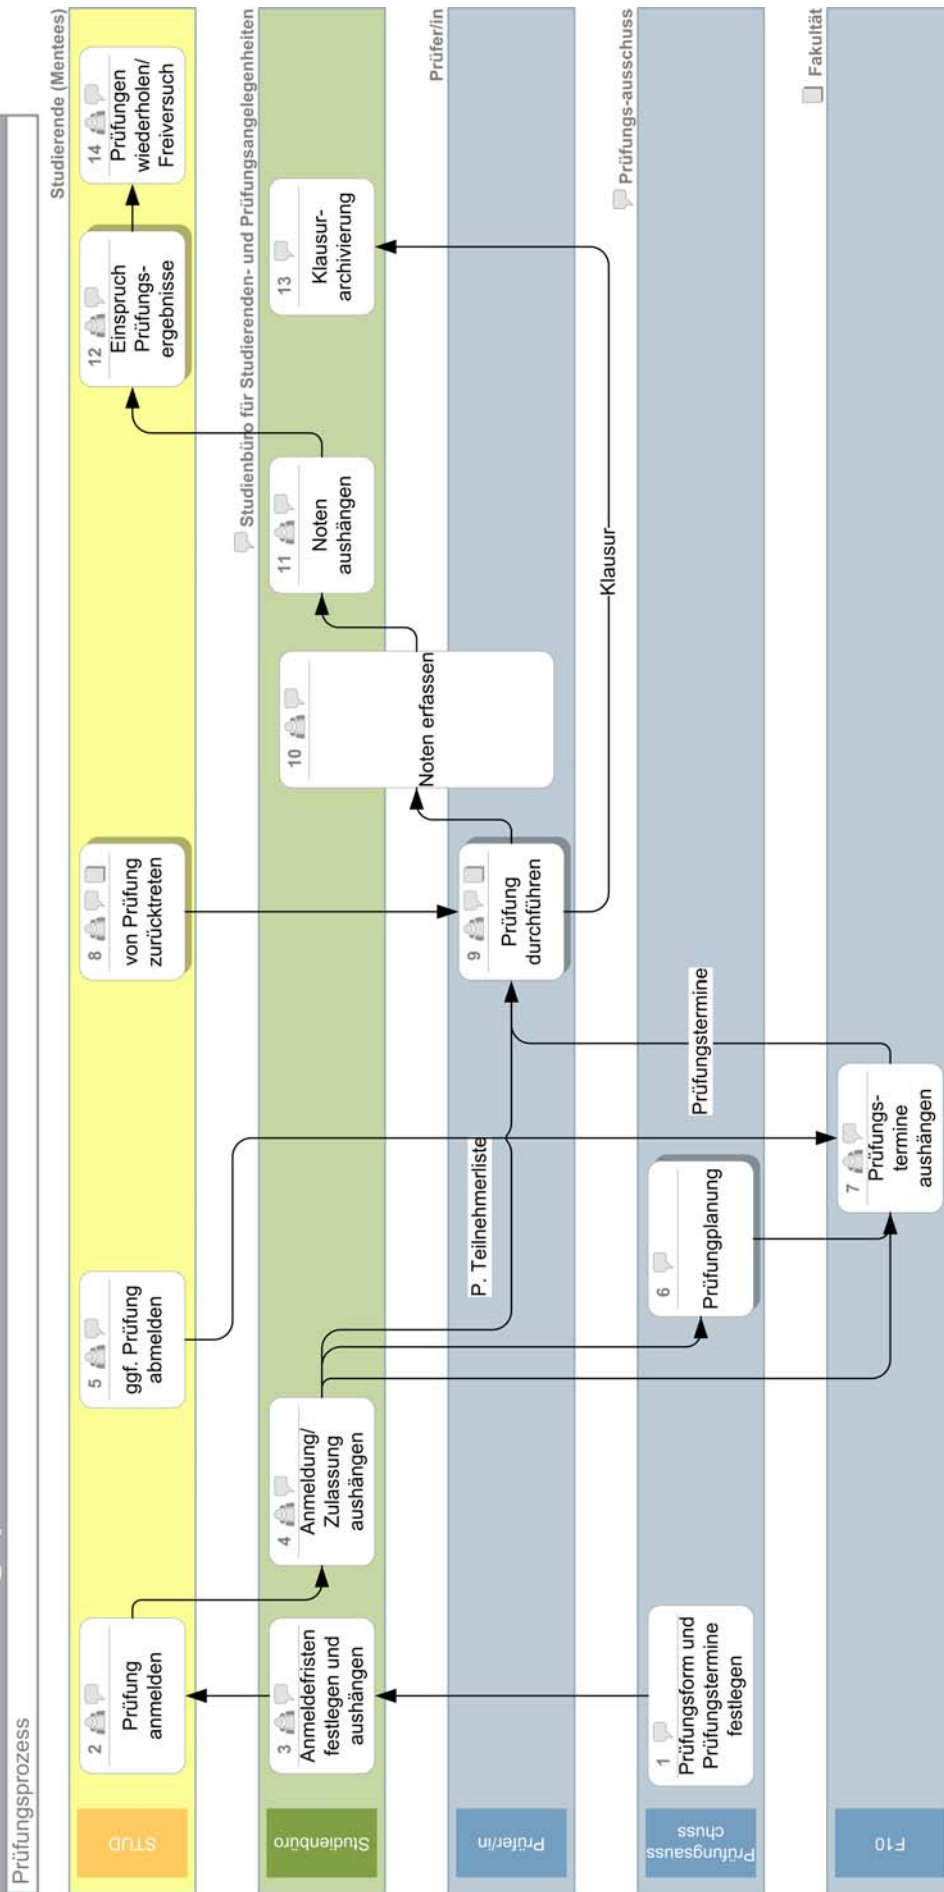 Prüfungsprozess
STUD
Studierende (Mentees)
2
Prüfung
anmelden
5
ggf. Prüfung
abmelden
8
von Prüfung
zurücktreten
12
Einspruch
Prüfungs-
ergebnisse
14
Prüfungen
wiederholen/
Freiversuch
Studienbüro
Studienbüro für Studierenden- und Prüfungsangelegenheiten
3
Anmeldefristen
festlegen und
aushängen
4
Anmeldung/
Zulassung
aushängen
10
Noten erfassen
11
Noten
aushängen
13
Klausur-
archivierung
Prüfer/in
Prüfer/in
P. Teilnehmerliste
9
Prüfung
durchführen
Klausur
Prüfungsauss
chuss
Prüfungs-ausschuss
1
Prüfungsform und
Prüfungstermine
festlegen
6
Prüfungplanung
Prüfungstermine
F10
Fakultät
7
Prüfungs-
termine
aushängen